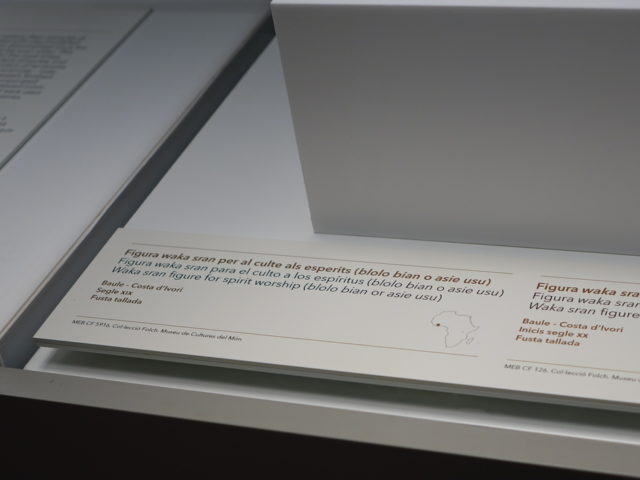 Figura waka sran per al culte als esperits (blolo bian o asie usu)
Figura waka sran para el culto a los espíritus (blolo bian o asie usu)
Waka sran figure for spirit worship (blolo bian or asie usu)
Baule - Costa d'Ivori
Segle XIX
Fusta tallada
MEB CF 5916. Col·lecció Folch. Museu de Cultures del Món
Figura waka sra
Figura waka sran
Waka sran figure
Baule - Costa d'Ivori
Inicis segle XX
Fusta tallada
MEB CF 126. Col·lecció Folch. Museu de